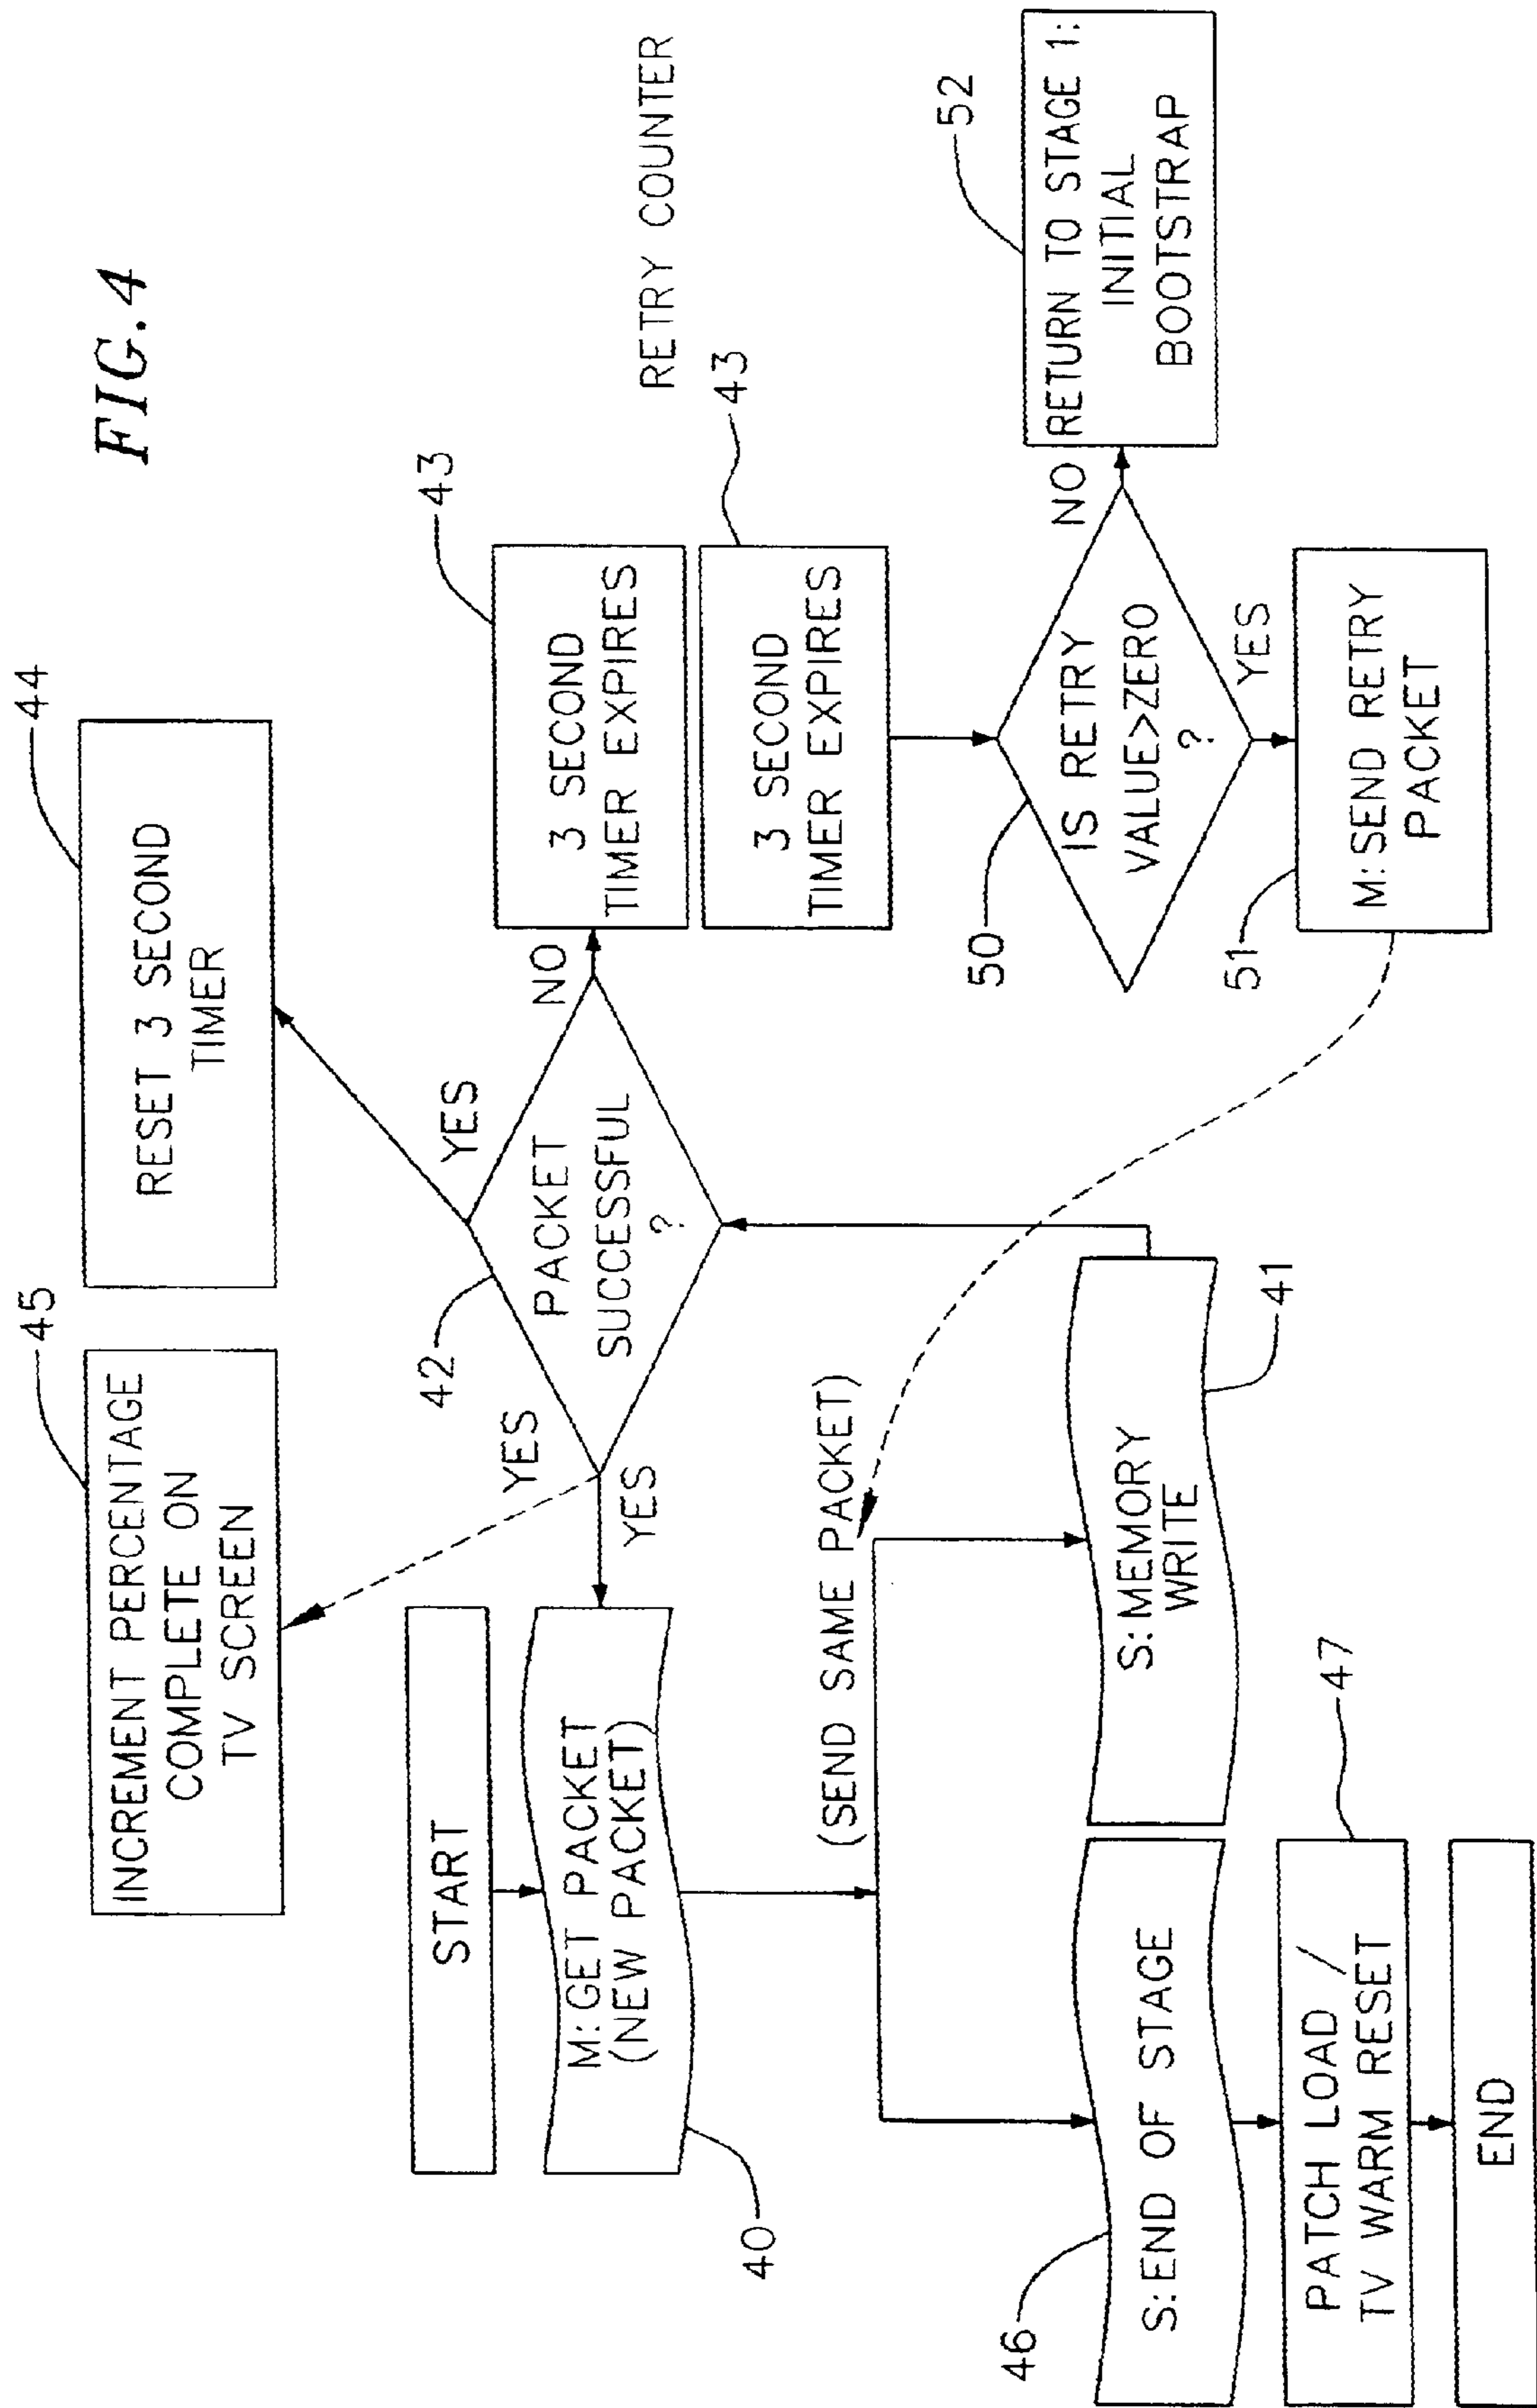 FIG. 4
45
INCREMENT PERCENTAGE
COMPLETE ON
TV SCREEN
44
RESET 3 SECOND
TIMER
START
M: GET PACKET
(NEW PACKET)
40
YES
YES
YES
42
PACKET
SUCCESSFUL
?
NO
43
3 SECOND
TIMER EXPIRES
RETRY COUNTER
43
3 SECOND
TIMER EXPIRES
(SEND SAME PACKET)
46
S: END OF STAGE
S: MEMORY
WRITE
41
50
IS RETRY
VALUE>ZERO
?
NO
YES
52
RETURN TO STAGE 1:
INITIAL
BOOTSTRAP
51
M: SEND RETRY
PACKET
47
PATCH LOAD /
TV WARM RESET
END